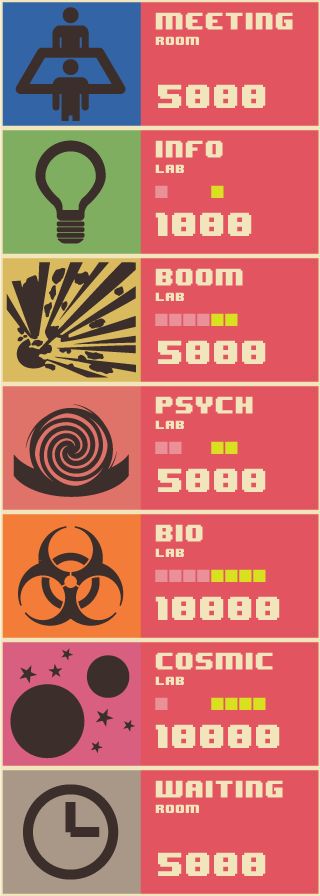 MEETING
ROOM
5000
INFO
LAB
1000
BOOM
LAB
5000
PSYCH
LAB
5000
BIO
LAB
10000
COSMIC
LAB
10000
WAITING
ROOM
5000